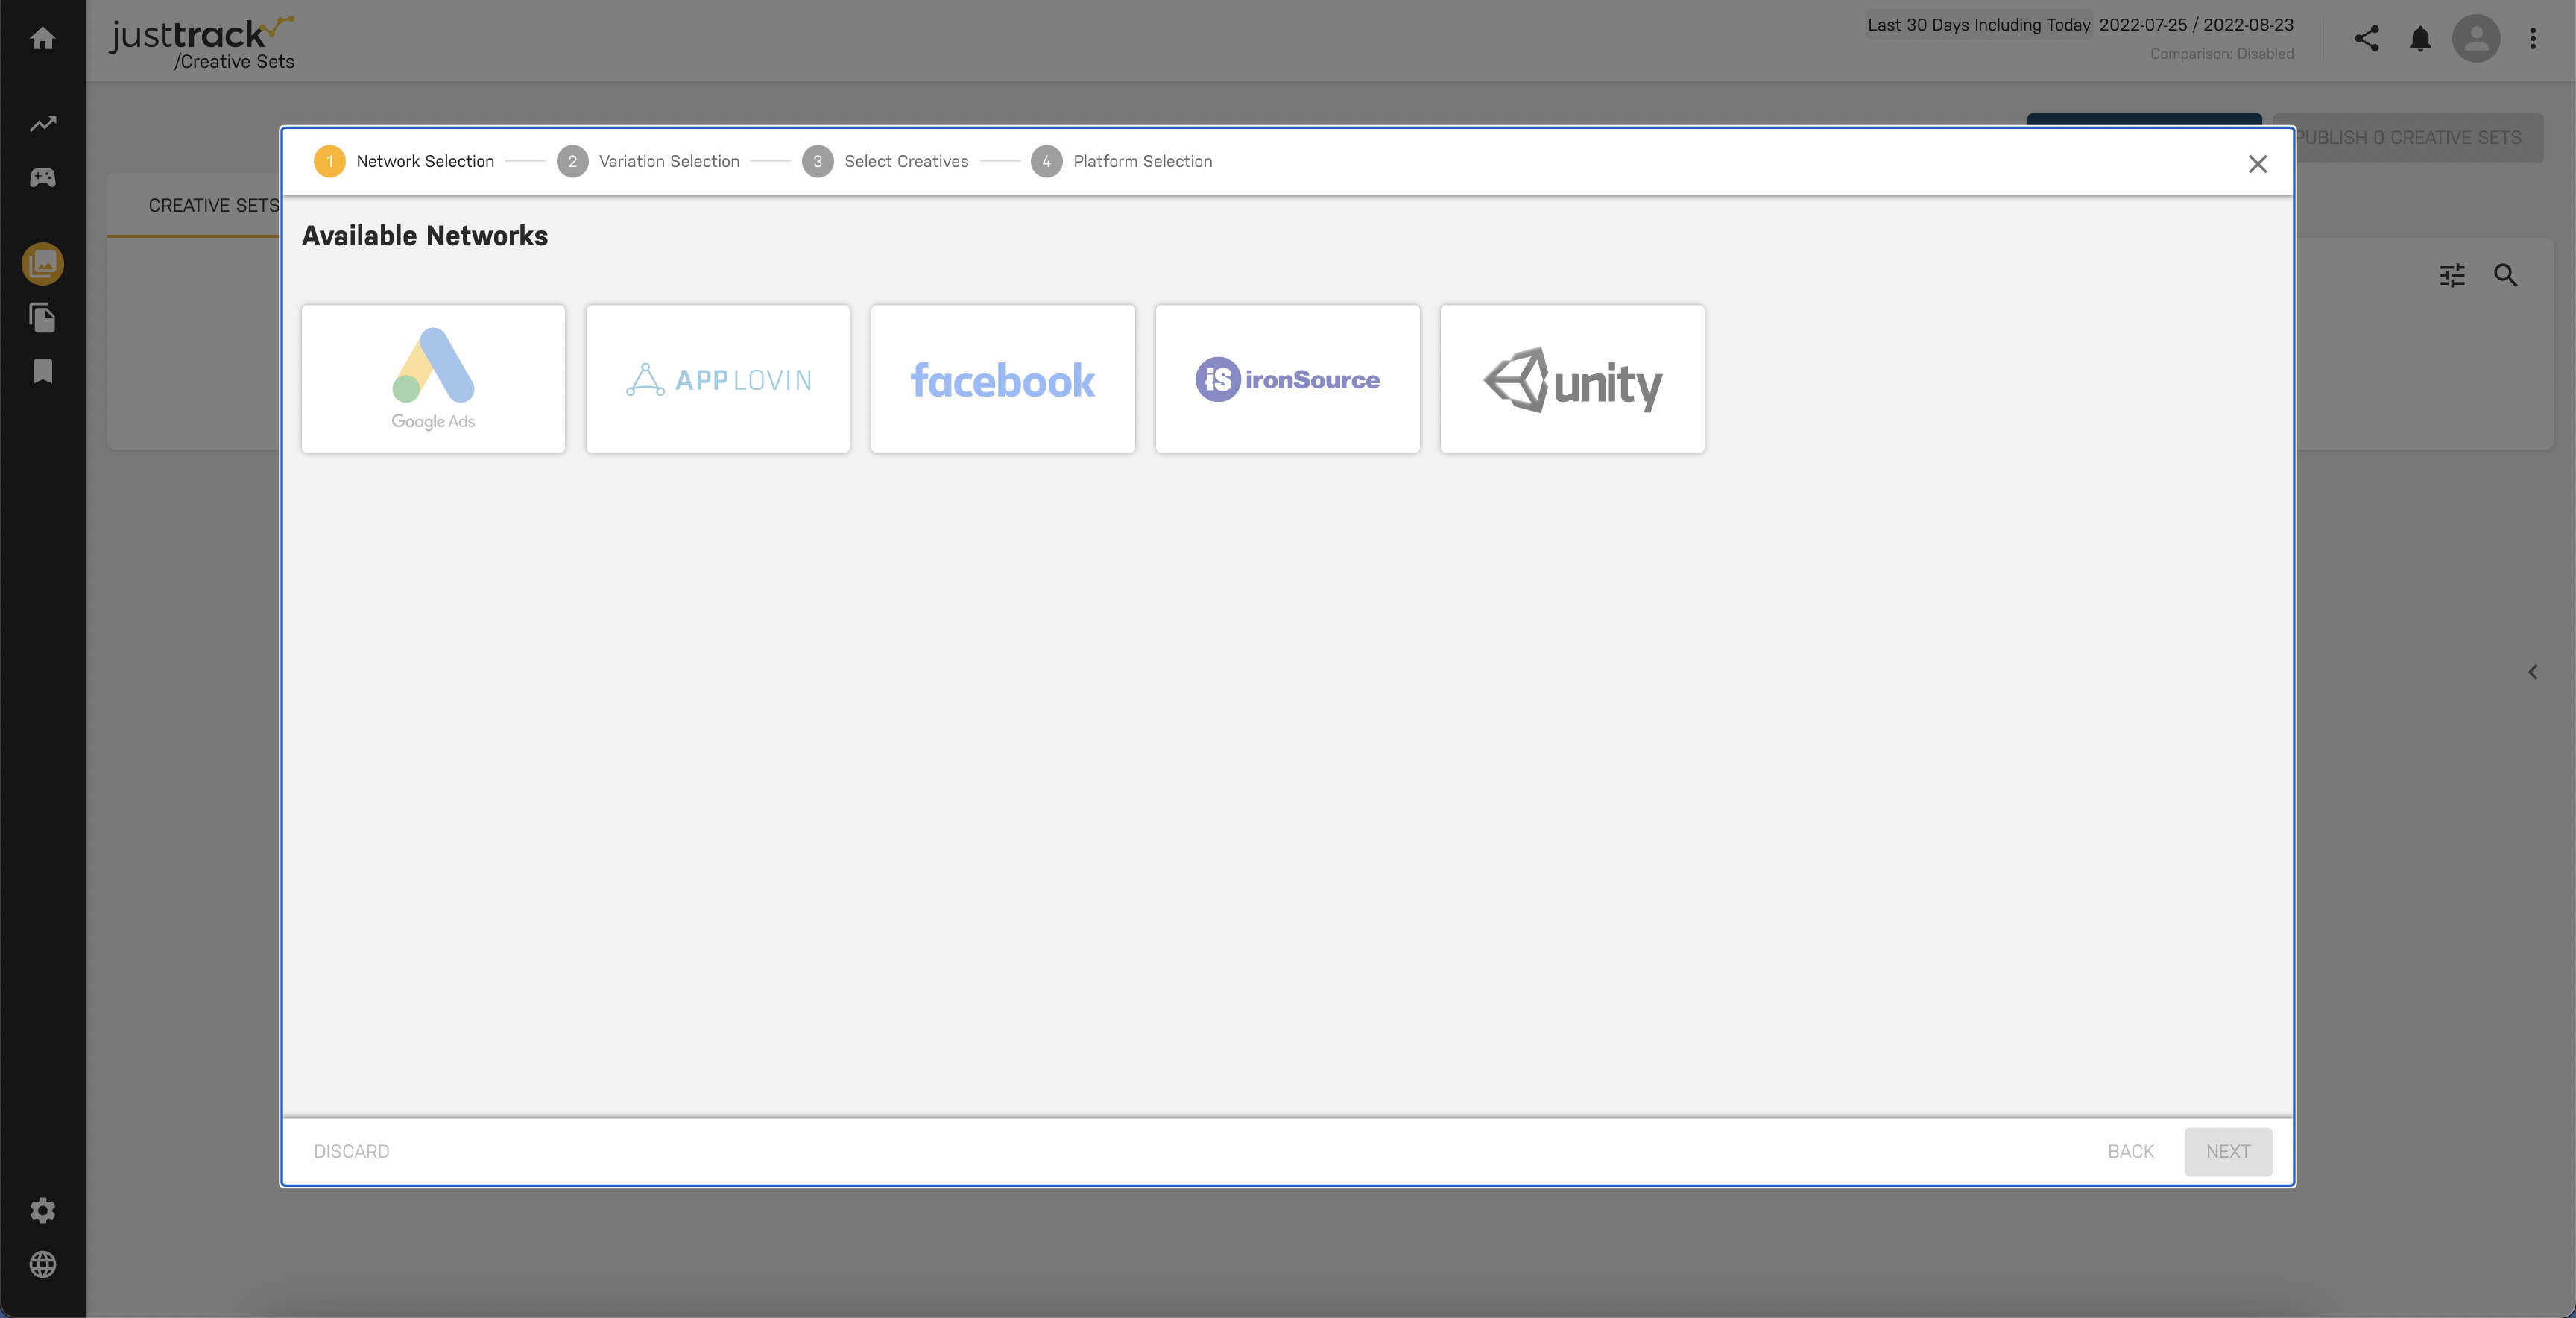 justtrack
/Creative Sets
Last 30 Days Including Today 2022-07-25 / 2022-08-23
Comparison: Disabled
PUBLISH 0 CREATIVE SETS
CREATIVE SETS
1 Network Selection 2 Variation Selection 3 Select Creatives 4 Platform Selection
Available Networks
Google Ads
APPLOVIN
facebook
iS ironSource
unity
DISCARD
BACK
NEXT